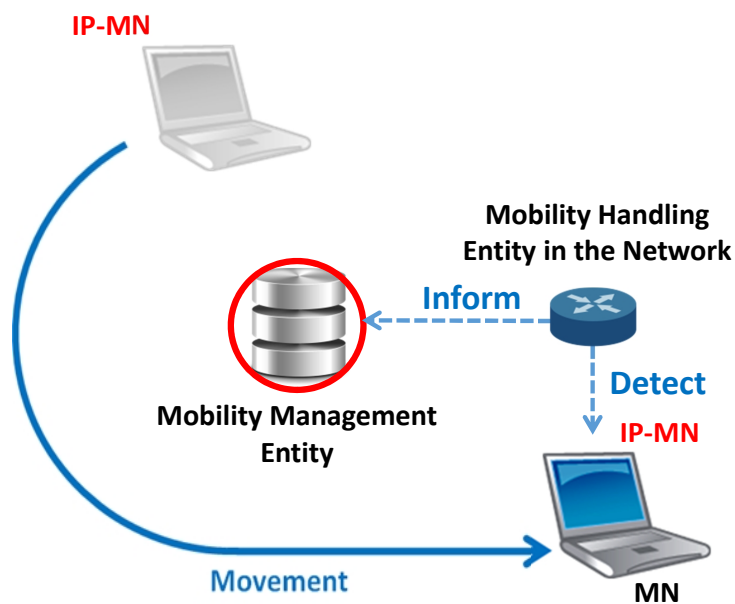 IP-MN
Mobility Handling
Entity in the Network
Inform
Detect
Mobility Management
Entity
IP-MN
MN
Movement